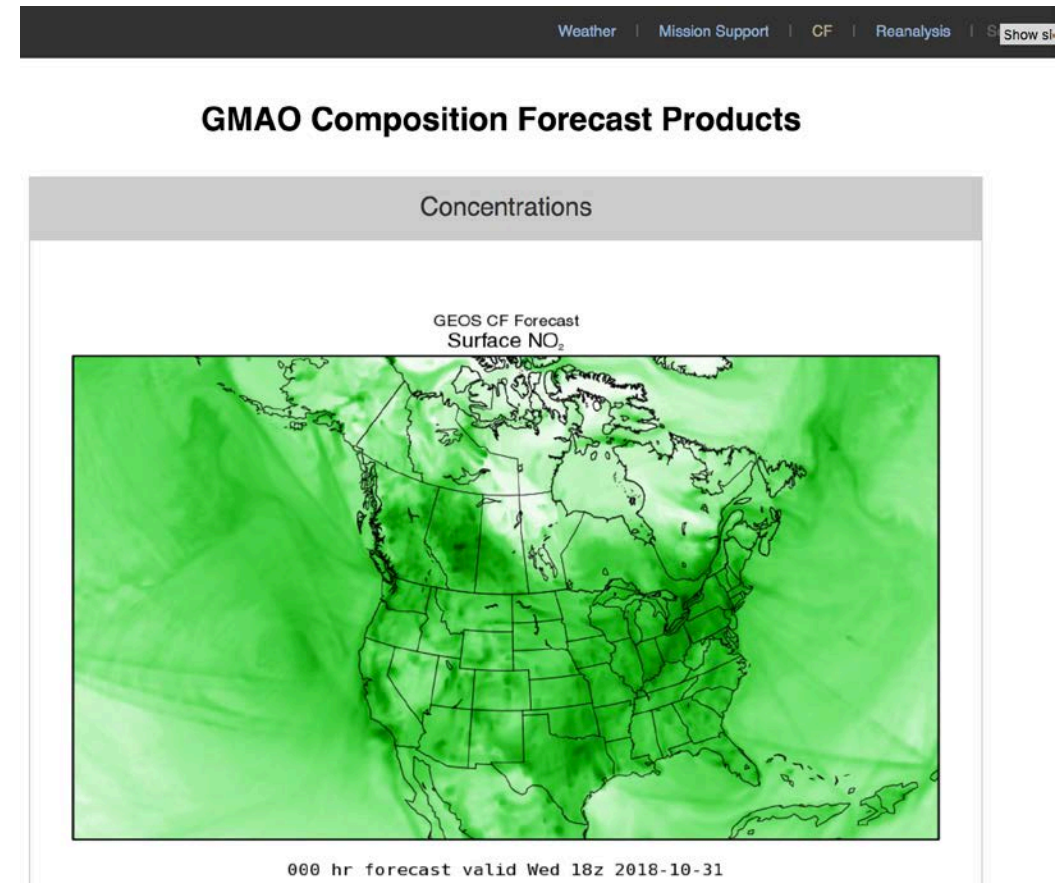 Weather | Mission Support | CF | Reanalysis | S
Show sl
GMAO Composition Forecast Products
Concentrations
GEOS CF Forecast
Surface NO₂
000 hr forecast valid Wed 18z 2018-10-31